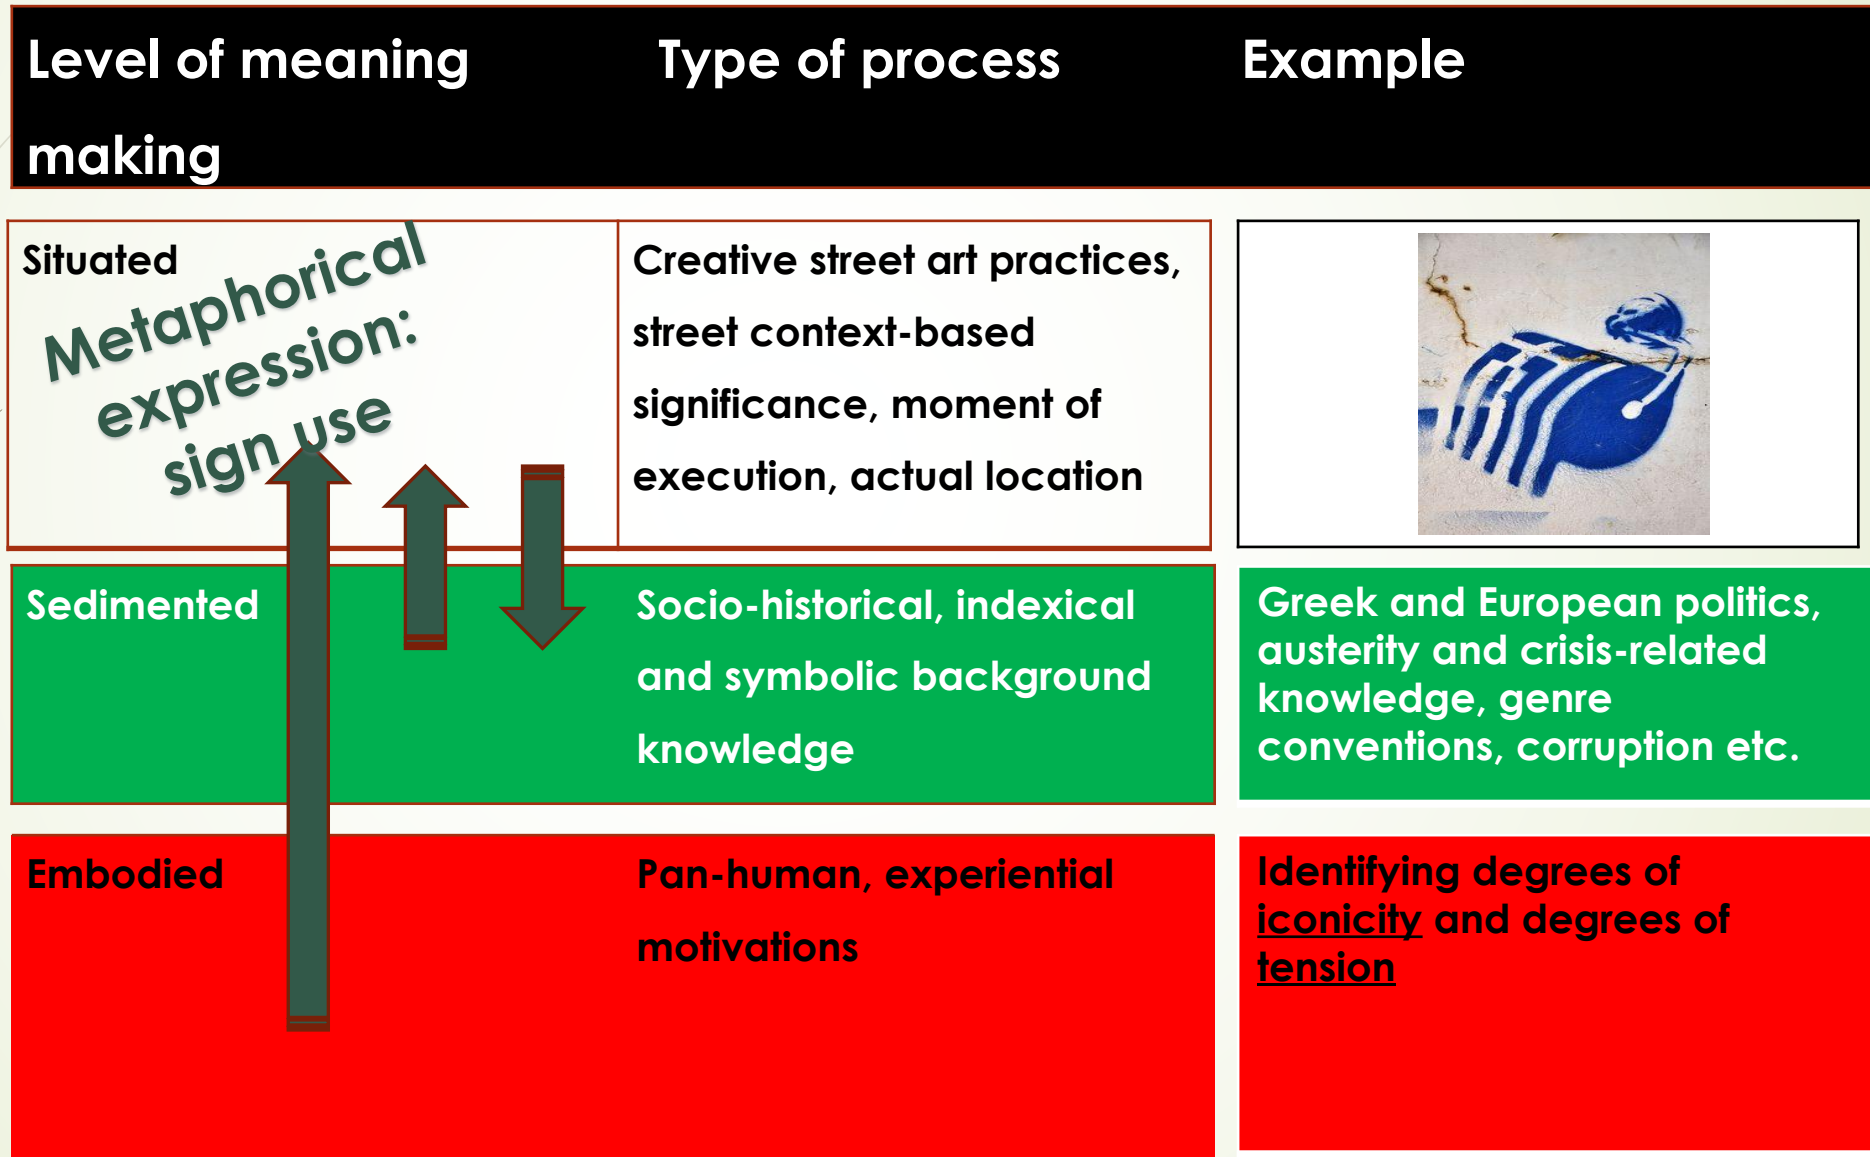 Level of meaning making
Type of process
Example
Situated
Metaphorical
expression:
sign use
Creative street art practices,
street context-based
significance, moment of
execution, actual location
Sedimented
Socio-historical, indexical
and symbolic background
knowledge
Greek and European politics,
austerity and crisis-related
knowledge, genre
conventions, corruption etc.
Embodied
Pan-human, experiential
motivations
Identifying degrees of
iconicity and degrees of
tension